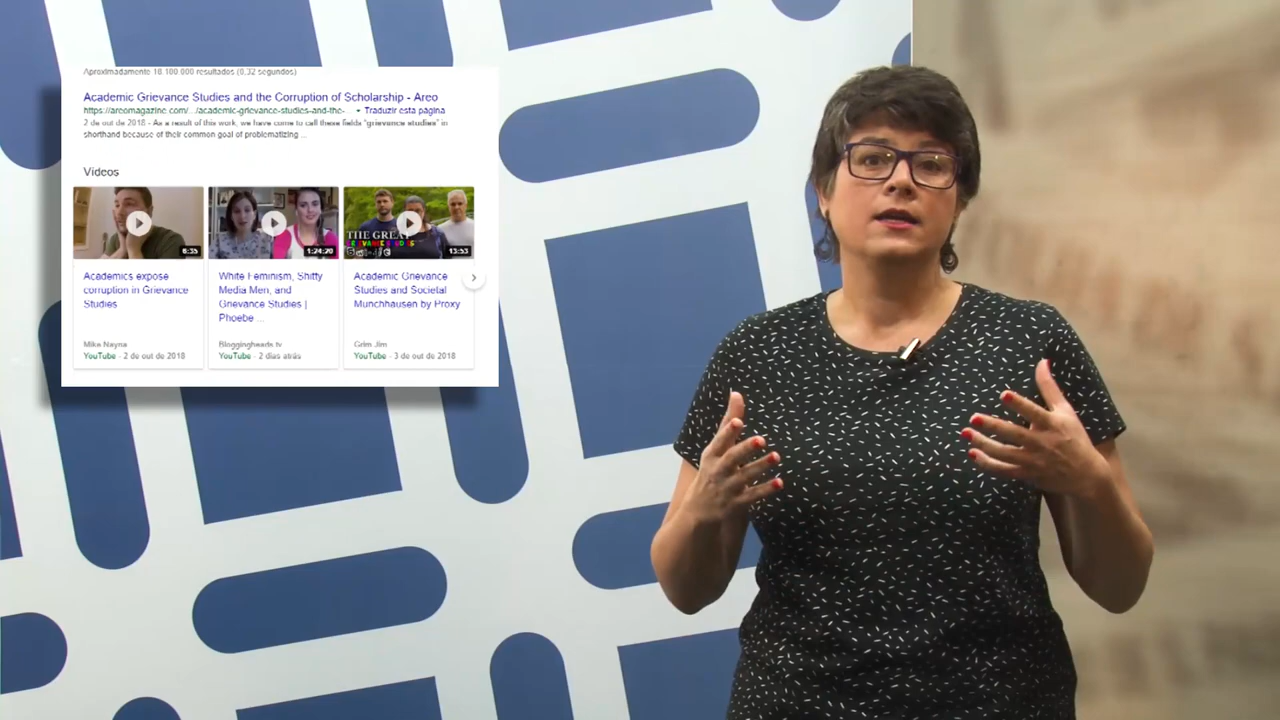 Aproximadamente 18.100.000 resultados (0,32 segundos)
Academic Grievance Studies and the Corruption of Scholarship - Areo
https://areomagazine.com/.../academic-grievance-studies-and-the- ▾ Traduzir esta página
2 de out de 2018 - As a result of this work, we have come to call these fields "grievance studies" in
shorthand because of their common goal of problematizing ...
Vídeos
6:35
1:24:20
THE GREAT
13:53
Academics expose
corruption in Grievance
Studies
White Feminism, Shitty
Media Men, and
Grievance Studies |
Phoebe ...
Academic Grievance
Studies and Societal
Munchhausen by Proxy
Mike Nayna
YouTube - 2 de out de 2018
Bloggingheads.tv
YouTube - 2 dias atrás
Grim Jim
YouTube - 3 de out de 2018